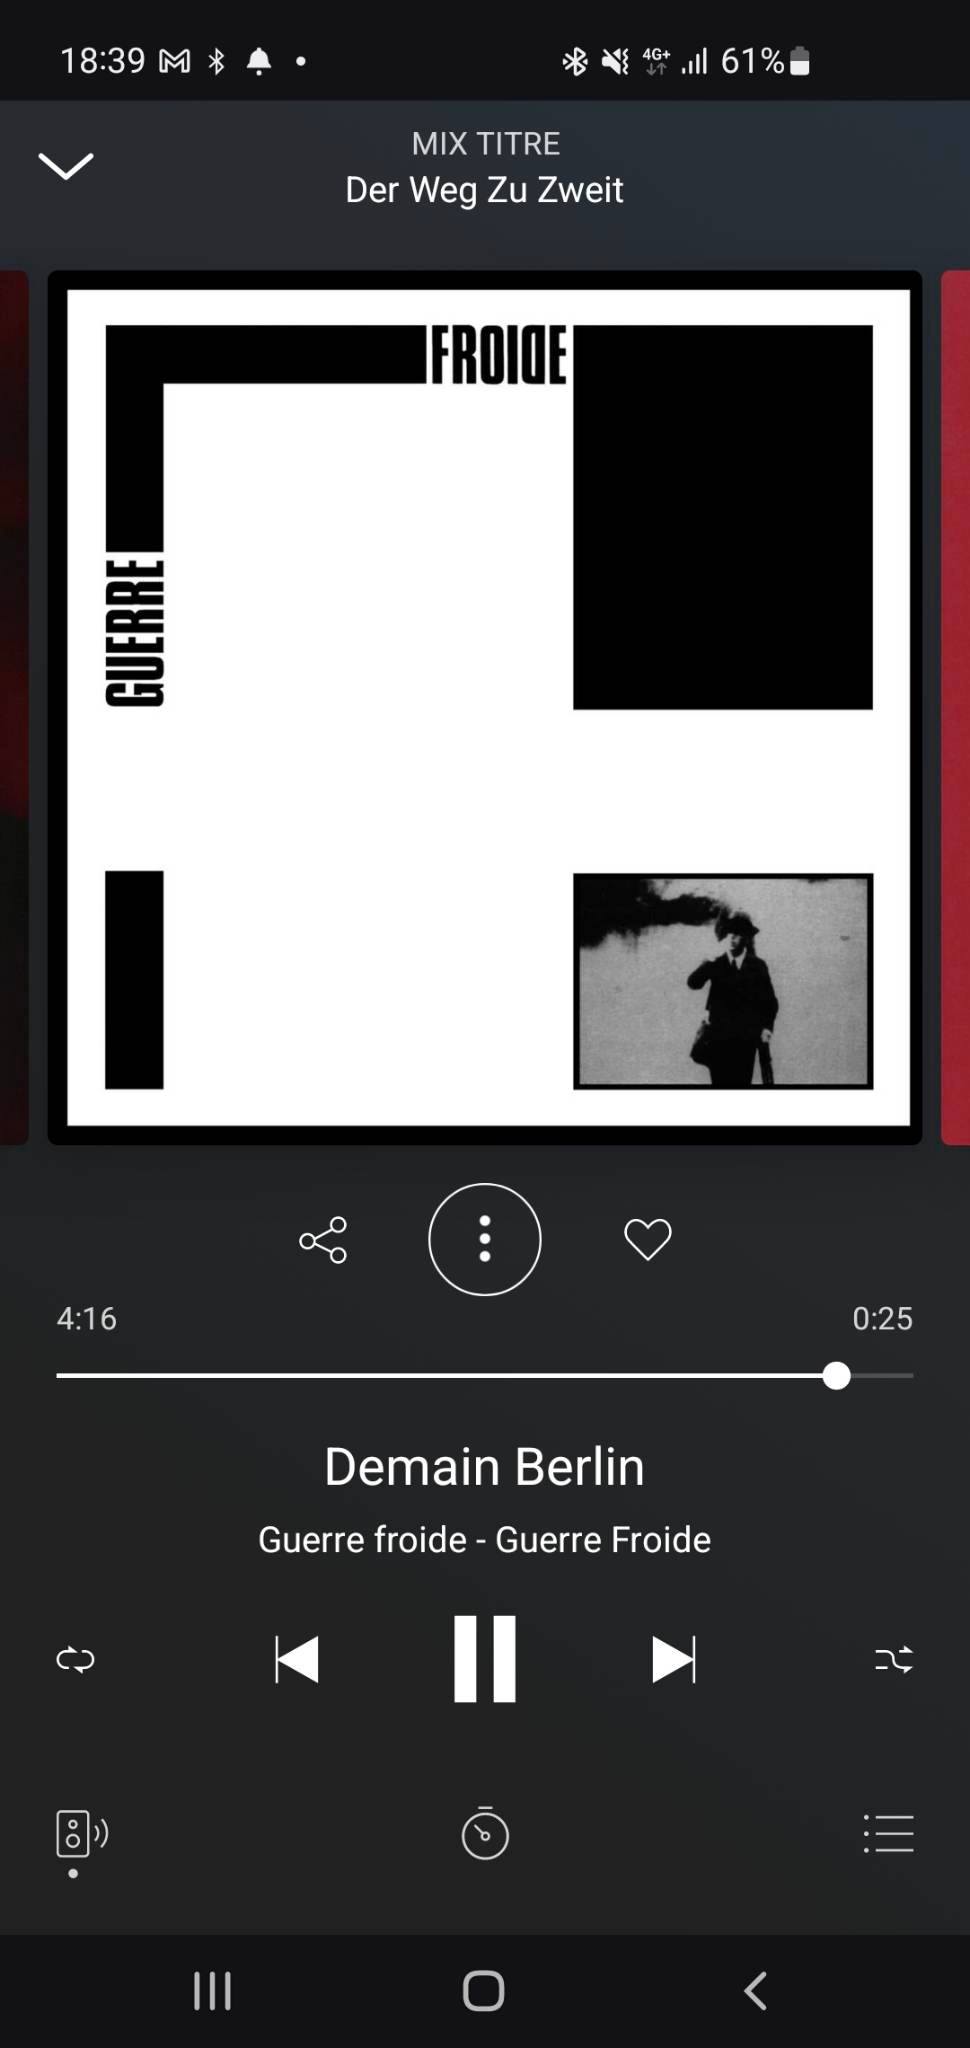 18:39 4G+ 61%
MIX TITRE
Der Weg Zu Zweit
FROIDE
GUERRE
4:16 0:25
Demain Berlin
Guerre froide - Guerre Froide